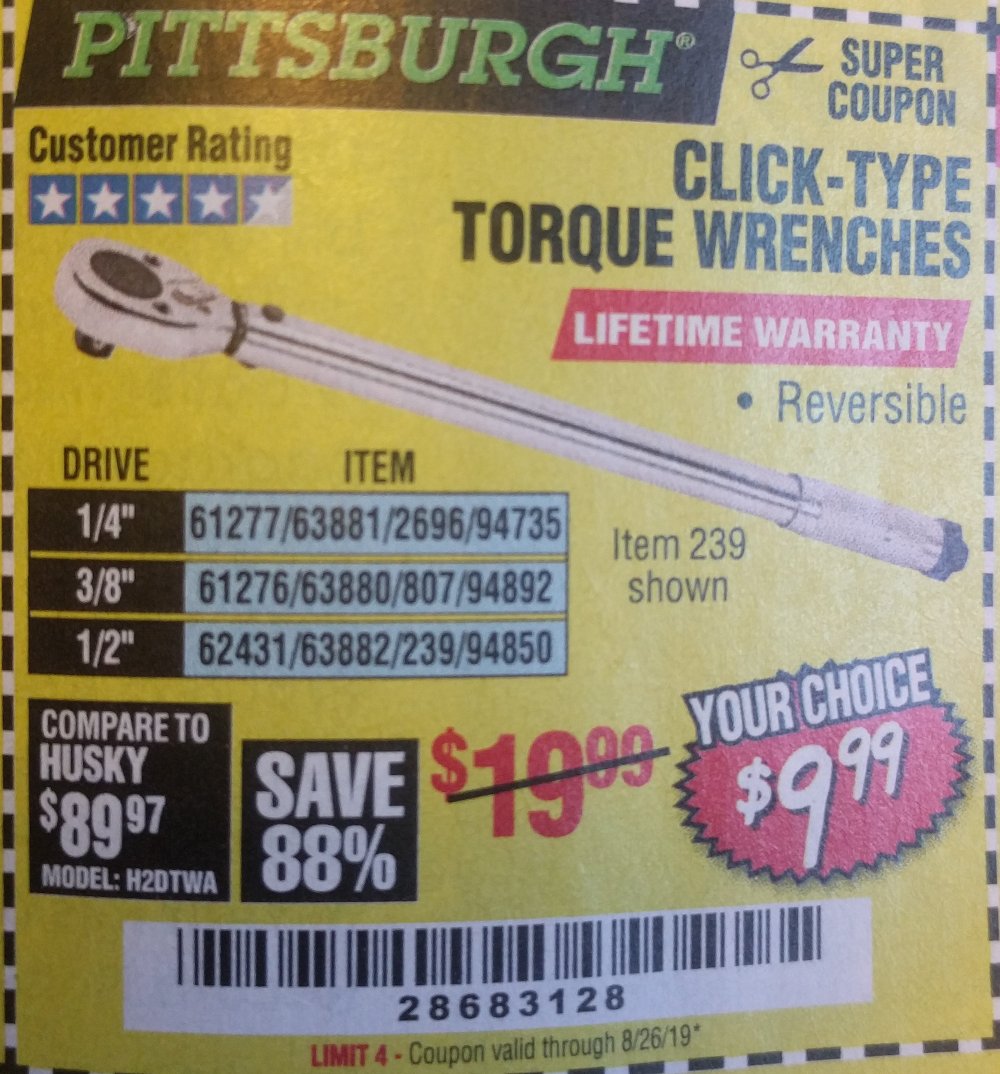 PITTSBURGH®
SUPER
COUPON
Customer Rating
CLICK-TYPE
TORQUE WRENCHES
LIFETIME WARRANTY
• Reversible
DRIVE ITEM
1/4" 61277/63881/2696/94735
3/8" 61276/63880/807/94892
1/2" 62431/63882/239/94850
Item 239
shown
COMPARE TO
HUSKY
$89.97
MODEL: H2DTWA
SAVE
88%
$19.99
YOUR CHOICE
$9.99
28683128
LIMIT 4 - Coupon valid through 8/26/19*